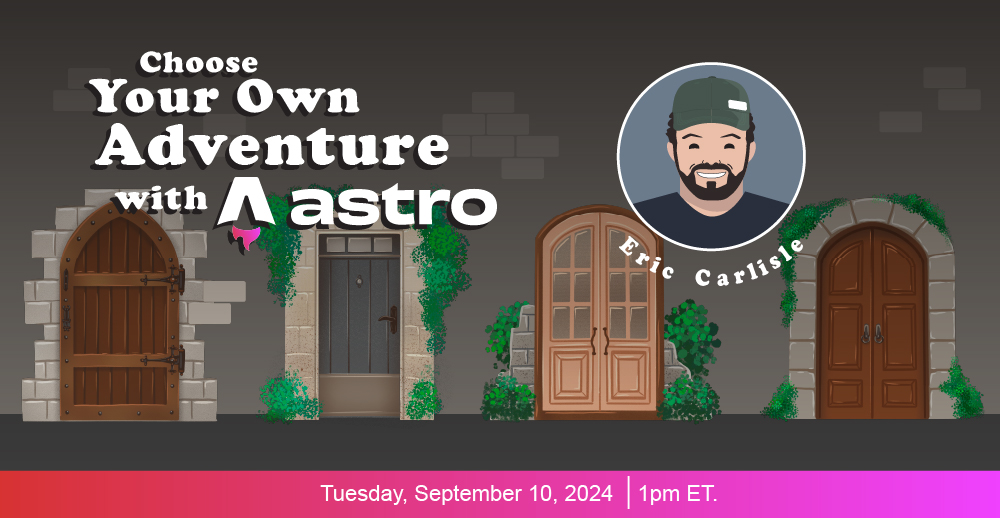 Choose
Your Own
Adventure
with astro
Eric Carlisle
Tuesday, September 10, 2024 | 1pm ET.